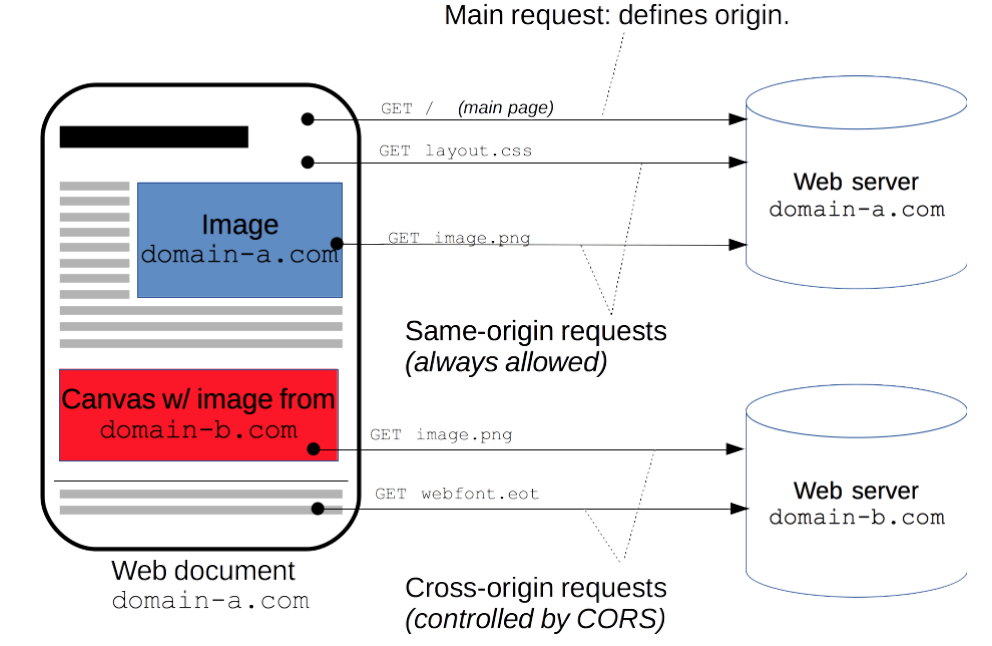 Main request: defines origin.
GET / (main page)
GET layout.css
Image
domain-a.com
GET image.png
Web server
domain-a.com
Same-origin requests
(always allowed)
Canvas w/ image from
domain-b.com
GET image.png
GET webfont.eot
Web server
domain-b.com
Web document
domain-a.com
Cross-origin requests
(controlled by CORS)